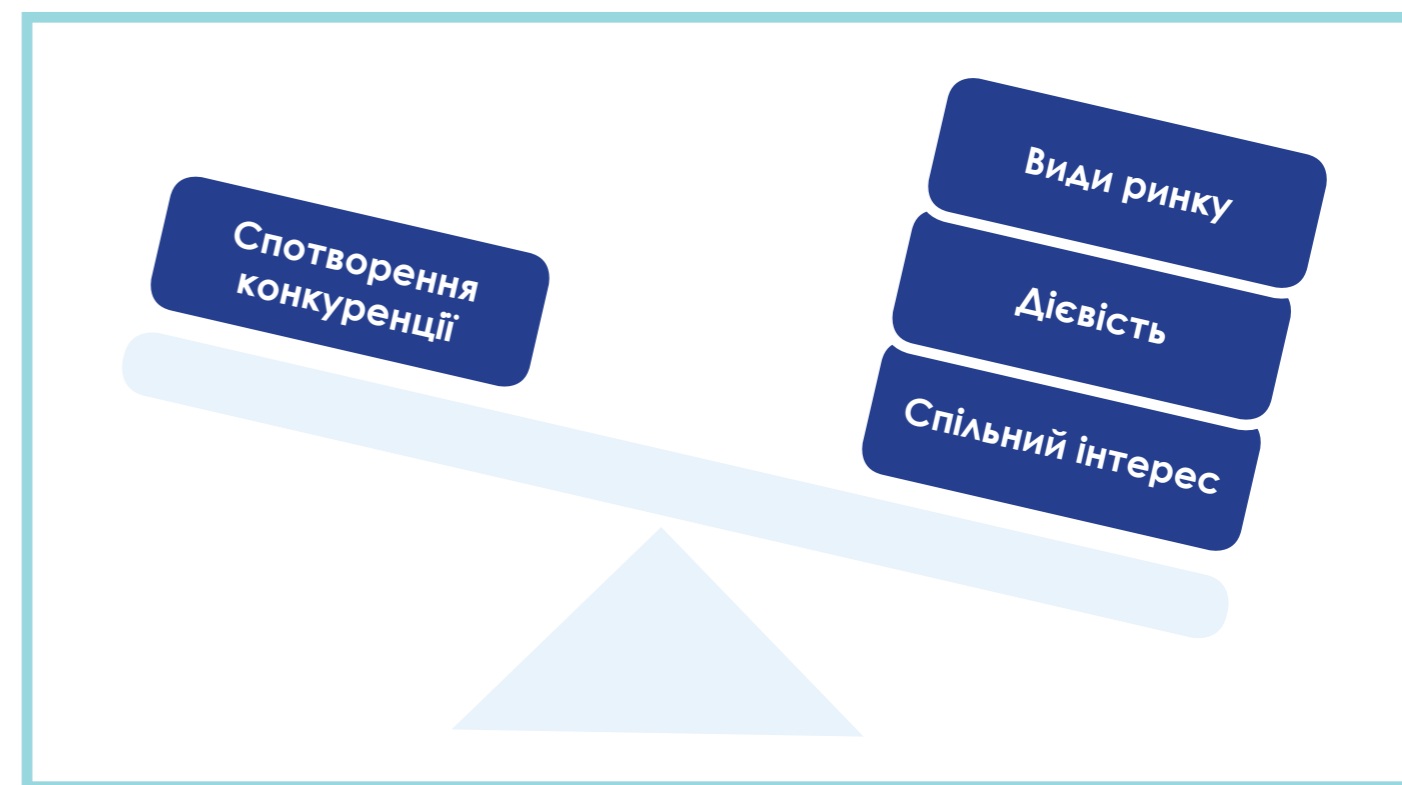 Спотворення
конкуренції
Види ринку
Дієвість
Спільний інтерес